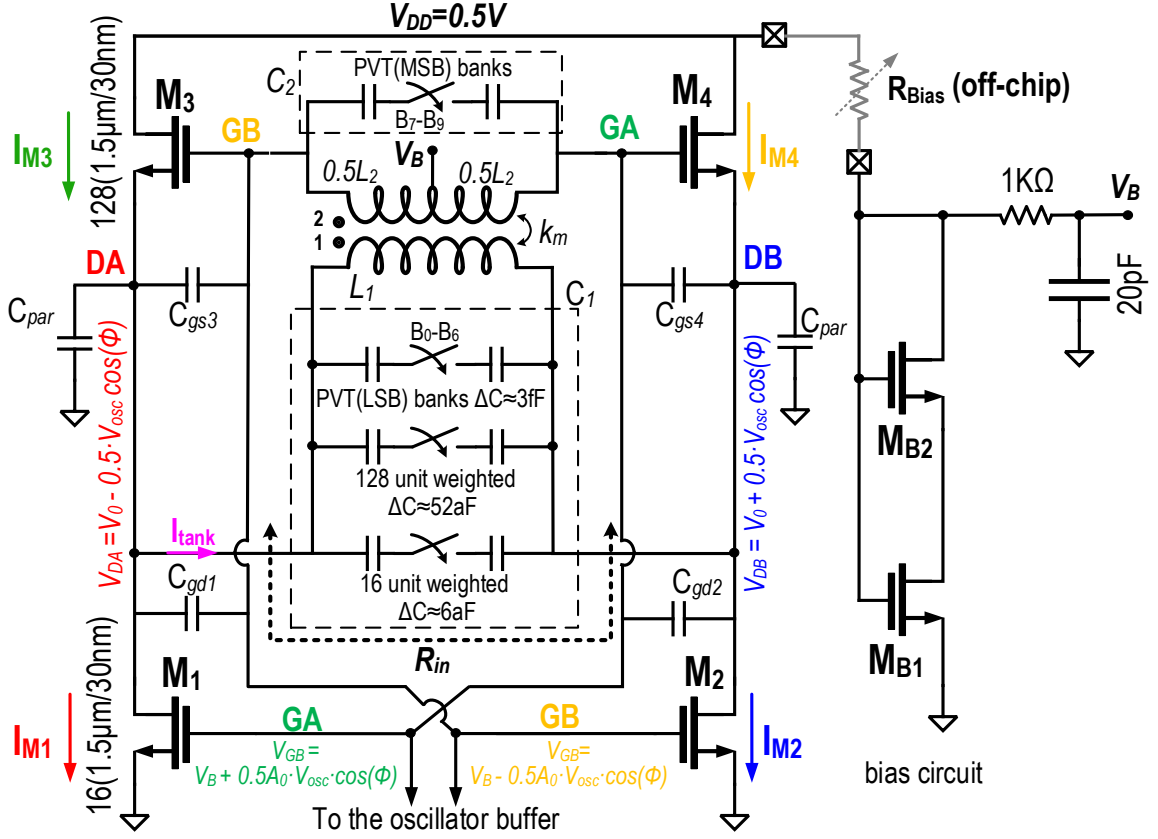 V_DD=0.5V
C₂
PVT(MSB) banks
B₇-B₉
M₃
M₄
GB
GA
V_B
0.5L₂
0.5L₂
2
1
k_m
L₁
C₁
I_M3
I_M4
128(1.5μm/30nm)
R_Bias (off-chip)
1KΩ
V_B
20pF
DA
DB
C_par
C_gs3
C_gs4
C_par
B₀-B₆
PVT(LSB) banks ΔC≈3fF
128 unit weighted
ΔC≈52aF
16 unit weighted
ΔC≈6aF
V_DA=V₀ - 0.5·V_osc cos(Φ)
V_DB = V₀ + 0.5·V_osc cos(Φ)
I_tank
C_gd1
C_gd2
R_in
M₁
M₂
GA
GB
V_GB =
V_B + 0.5A₀·V_osc·cos(Φ)
V_GB=
V_B - 0.5A₀·V_osc·cos(Φ)
I_M1
I_M2
16(1.5μm/30nm)
To the oscillator buffer
M_B2
M_B1
bias circuit